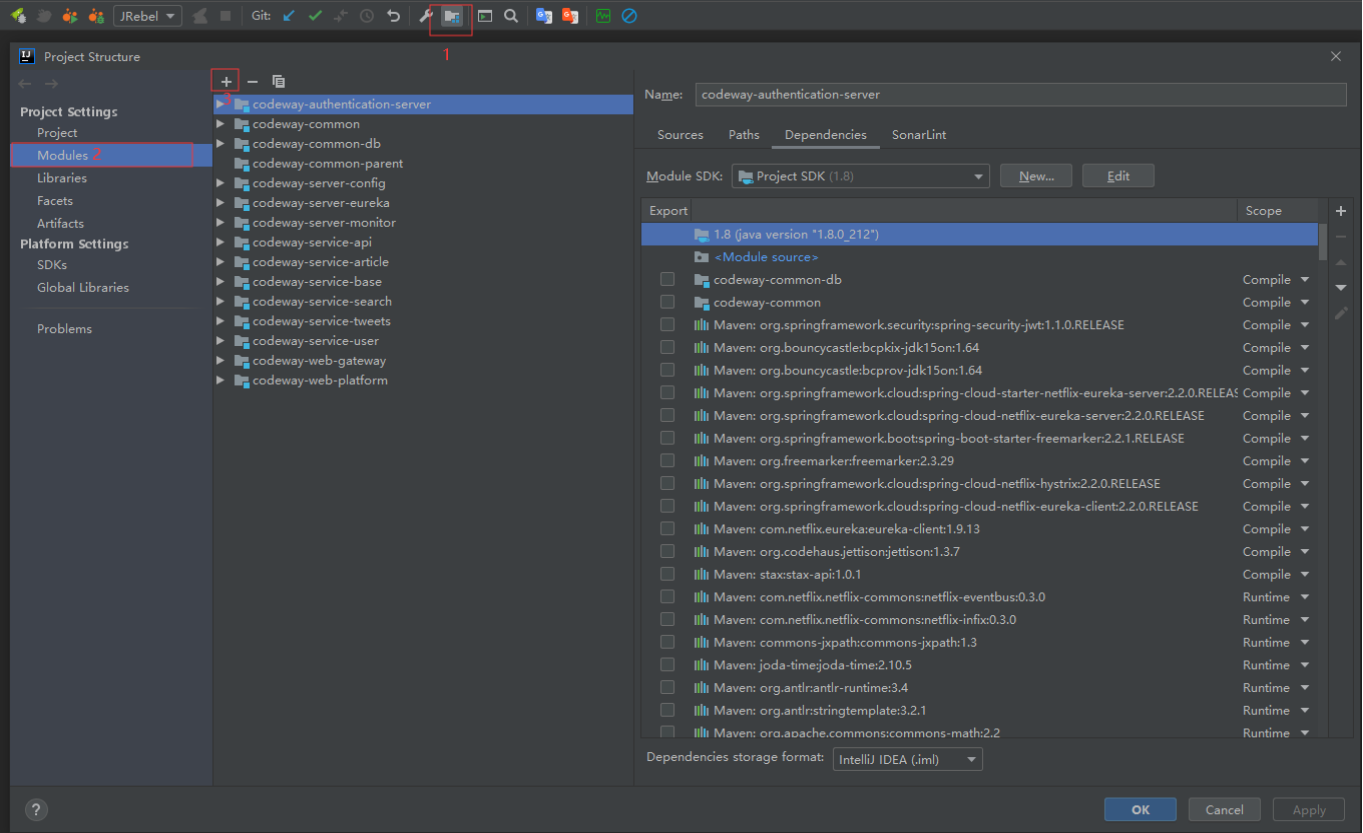 JRebel
Git:
1
Project Structure
Project Settings
Project
Modules 2
Libraries
Facets
Artifacts
Platform Settings
SDKs
Global Libraries
Problems
3
codeway-authentication-server
codeway-common
codeway-common-db
codeway-common-parent
codeway-server-config
codeway-server-eureka
codeway-server-monitor
codeway-service-api
codeway-service-article
codeway-service-base
codeway-service-search
codeway-service-tweets
codeway-service-user
codeway-web-gateway
codeway-web-platform
Name: codeway-authentication-server
Sources Paths Dependencies SonarLint
Module SDK: Project SDK (1.8) New... Edit
Export Scope
1.8 (java version "1.8.0_212")
<Module source>
codeway-common-db Compile
codeway-common Compile
Maven: org.springframework.security:spring-security-jwt:1.1.0.RELEASE Compile
Maven: org.bouncycastle:bcpkix-jdk15on:1.64 Compile
Maven: org.bouncycastle:bcprov-jdk15on:1.64 Compile
Maven: org.springframework.cloud:spring-cloud-starter-netflix-eureka-server:2.2.0.RELEAS Compile
Maven: org.springframework.cloud:spring-cloud-netflix-eureka-server:2.2.0.RELEASE Compile
Maven: org.springframework.boot:spring-boot-starter-freemarker:2.2.1.RELEASE Compile
Maven: org.freemarker:freemarker:2.3.29 Compile
Maven: org.springframework.cloud:spring-cloud-netflix-hystrix:2.2.0.RELEASE Compile
Maven: org.springframework.cloud:spring-cloud-netflix-eureka-client:2.2.0.RELEASE Compile
Maven: com.netflix.eureka:eureka-client:1.9.13 Compile
Maven: org.codehaus.jettison:jettison:1.3.7 Compile
Maven: stax:stax-api:1.0.1 Compile
Maven: com.netflix.netflix-commons:netflix-eventbus:0.3.0 Runtime
Maven: com.netflix.netflix-commons:netflix-infix:0.3.0 Runtime
Maven: commons-jxpath:commons-jxpath:1.3 Runtime
Maven: joda-time:joda-time:2.10.5 Runtime
Maven: org.antlr:antlr-runtime:3.4 Runtime
Maven: org.antlr:stringtemplate:3.2.1 Runtime
Maven: org.apache.commons:commons-math:2.2 Runtime
Dependencies storage format: IntelliJ IDEA (.iml)
? OK Cancel Apply